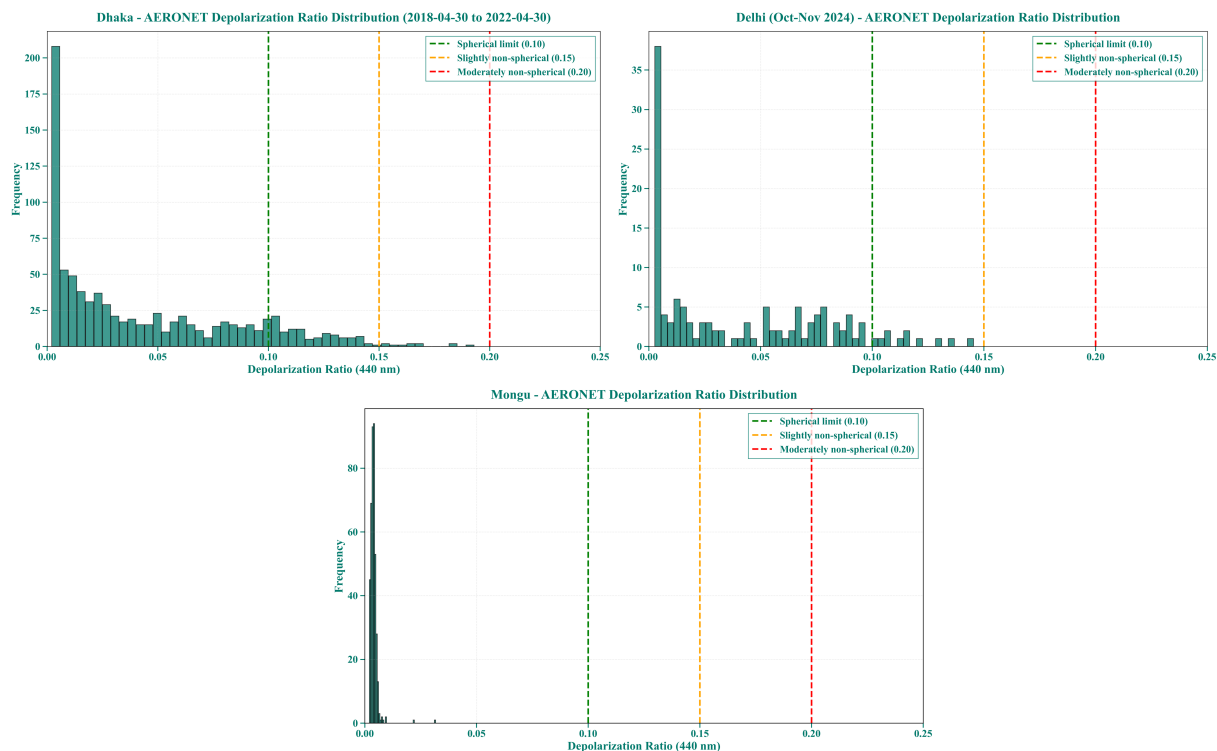 Dhaka - AERONET Depolarization Ratio Distribution (2018-04-30 to 2022-04-30)
Frequency
200
175
150
125
100
75
50
25
0
Spherical limit (0.10)
Slightly non-spherical (0.15)
Moderately non-spherical (0.20)
0.00 0.05 0.10 0.15 0.20 0.25
Depolarization Ratio (440 nm)
Delhi (Oct-Nov 2024) - AERONET Depolarization Ratio Distribution
Frequency
35
30
25
20
15
10
5
0
Spherical limit (0.10)
Slightly non-spherical (0.15)
Moderately non-spherical (0.20)
0.00 0.05 0.10 0.15 0.20 0.25
Depolarization Ratio (440 nm)
Mongu - AERONET Depolarization Ratio Distribution
Frequency
80
60
40
20
0
Spherical limit (0.10)
Slightly non-spherical (0.15)
Moderately non-spherical (0.20)
0.00 0.05 0.10 0.15 0.20 0.25
Depolarization Ratio (440 nm)